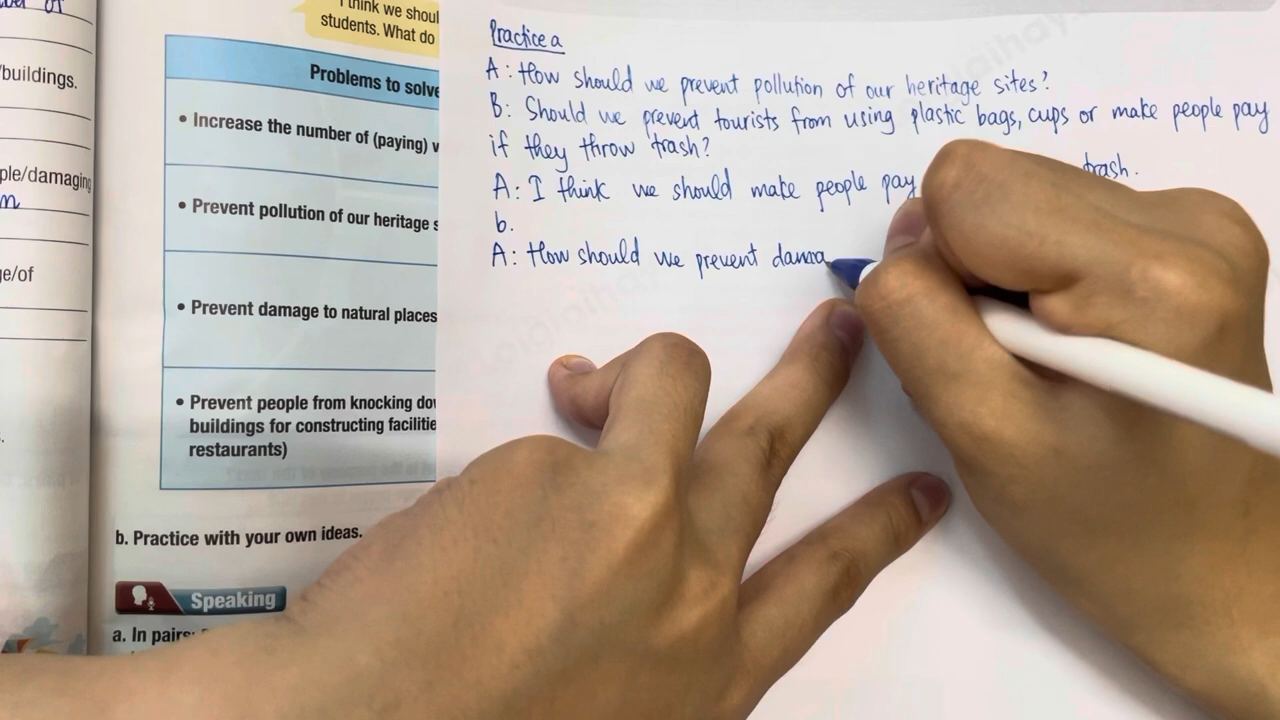 /buildings.
ple/damaging
ge/of
I think we shoul
students. What do
Problems to solve
• Increase the number of (paying) v
• Prevent pollution of our heritage s
• Prevent damage to natural places
• Prevent people from knocking dow
buildings for constructing facilitie
restaurants)
b. Practice with your own ideas.
Speaking
a. In pairs:
Practice a
A: How should we prevent pollution of our heritage sites?
B: Should we prevent tourists from using plastic bags, cups or make people pay
if they throw trash?
A: I think we should make people pay trash.
b.
A: How should we prevent dama